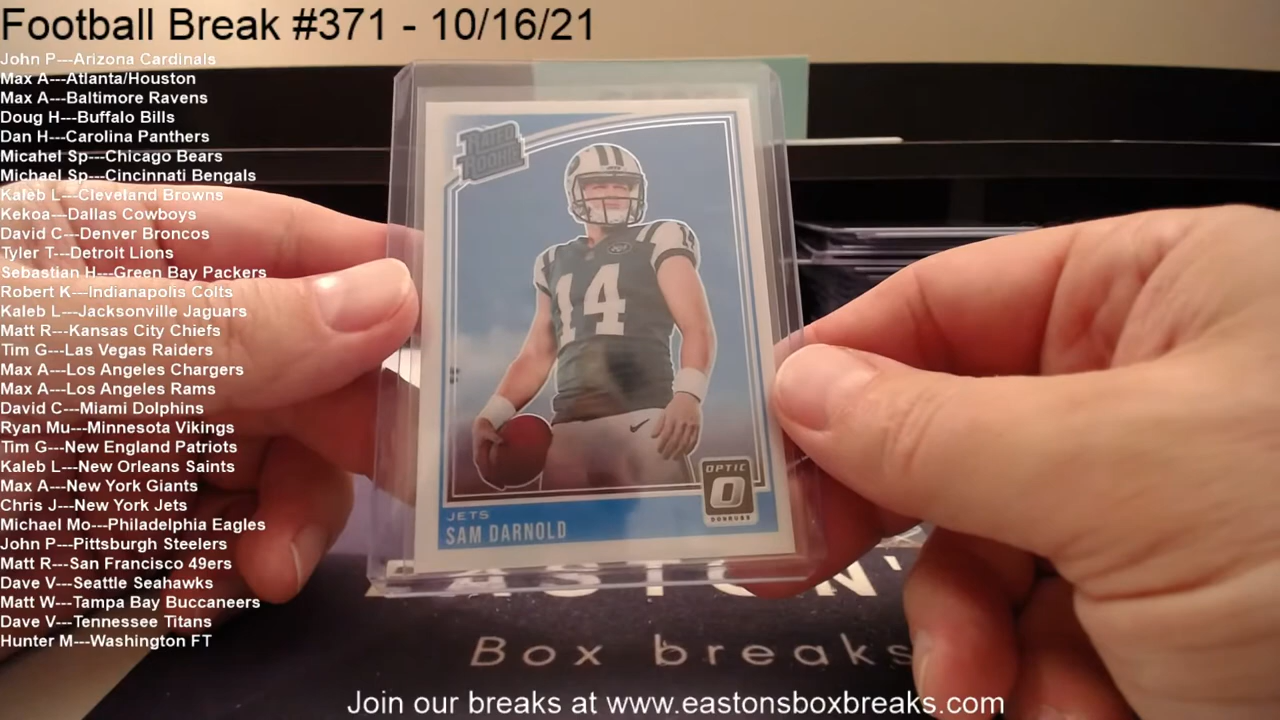 Football Break #371 - 10/16/21
John P---Arizona Cardinals
Max A---Atlanta/Houston
Max A---Baltimore Ravens
Doug H---Buffalo Bills
Dan H---Carolina Panthers
Micahel Sp---Chicago Bears
Michael Sp---Cincinnati Bengals
Kaleb L---Cleveland Browns
Kekoa---Dallas Cowboys
David C---Denver Broncos
Tyler T---Detroit Lions
Sebastian H---Green Bay Packers
Robert K---Indianapolis Colts
Kaleb L---Jacksonville Jaguars
Matt R---Kansas City Chiefs
Tim G---Las Vegas Raiders
Max A---Los Angeles Chargers
Max A---Los Angeles Rams
David C---Miami Dolphins
Ryan Mu---Minnesota Vikings
Tim G---New England Patriots
Kaleb L---New Orleans Saints
Max A---New York Giants
Chris J---New York Jets
Michael Mo---Philadelphia Eagles
John P---Pittsburgh Steelers
Matt R---San Francisco 49ers
Dave V---Seattle Seahawks
Matt W---Tampa Bay Buccaneers
Dave V---Tennessee Titans
Hunter M---Washington FT
RATED
ROOKIE
14
14
OPTIC
DONRUSS
JETS
SAM DARNOLD
EASTON'
Box breaks
Join our breaks at www.eastonsboxbreaks.com